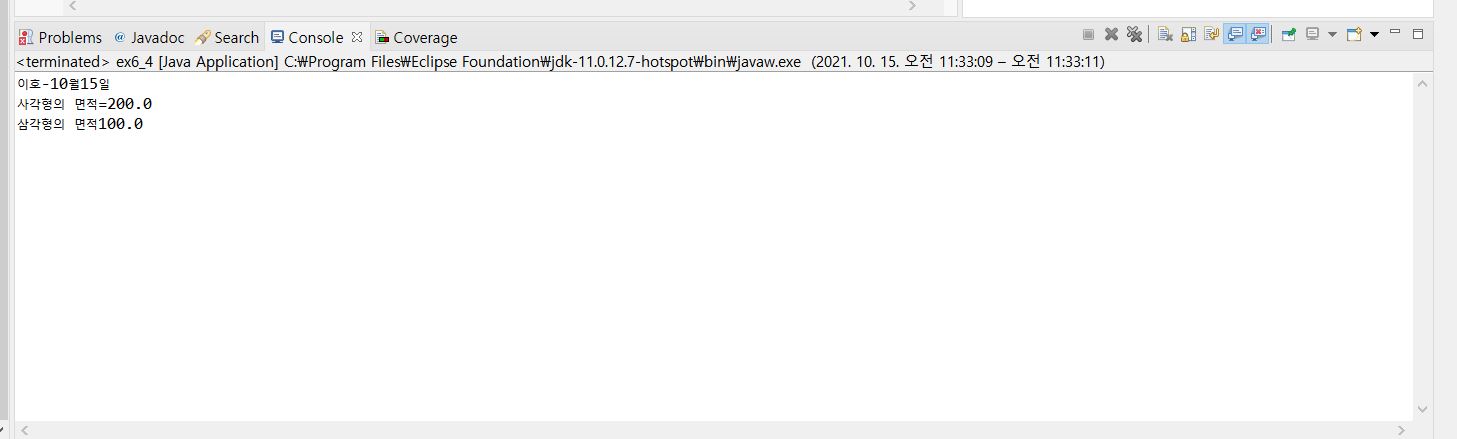 Problems @ Javadoc Search Console Coverage
<terminated> ex6_4 [Java Application] C:₩Program Files₩Eclipse Foundation₩jdk-11.0.12.7-hotspot₩bin₩javaw.exe (2021. 10. 15. 오전 11:33:09 – 오전 11:33:11)
이호-10월15일
사각형의 면적=200.0
삼각형의 면적100.0